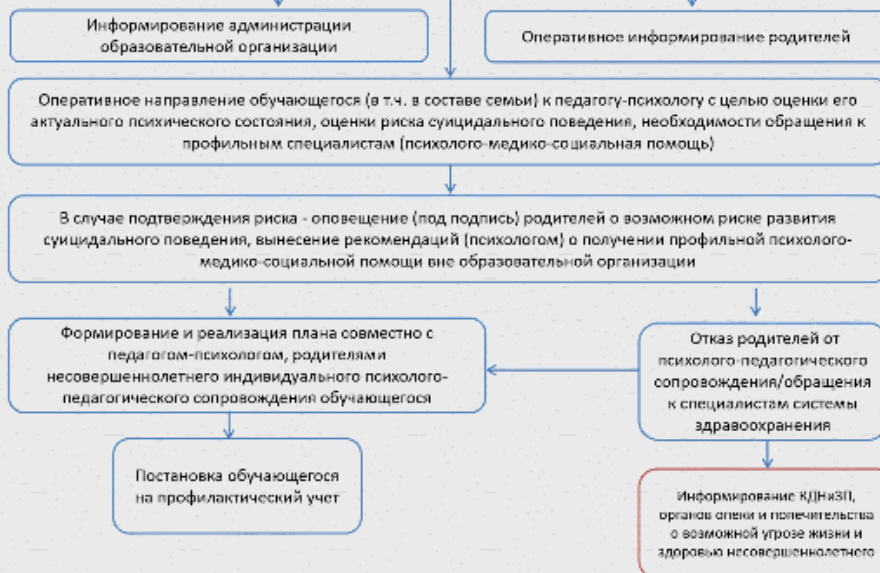 Информирование администрации
образовательной организации
Оперативное информирование родителей
Оперативное направление обучающегося (в т.ч. в составе семьи) к педагогу-психологу с целью оценки его
актуального психического состояния, оценки риска суицидального поведения, необходимости обращения к
профильным специалистам (психолого-медико-социальная помощь)
В случае подтверждения риска - оповещение (под подпись) родителей о возможном риске развития
суицидального поведения, вынесение рекомендаций (психологом) о получении профильной психолого-
медико-социальной помощи вне образовательной организации
Формирование и реализация плана совместно с
педагогом-психологом, родителями
несовершеннолетнего индивидуального психолого-
педагогического сопровождения обучающегося
Отказ родителей от
психолого-педагогического
сопровождения/обращения
к специалистам системы
здравоохранения
Постановка обучающегося
на профилактический учет
Информирование КДНиЗП,
органов опеки и попечительства
о возможной угрозе жизни и
здоровью несовершеннолетнего